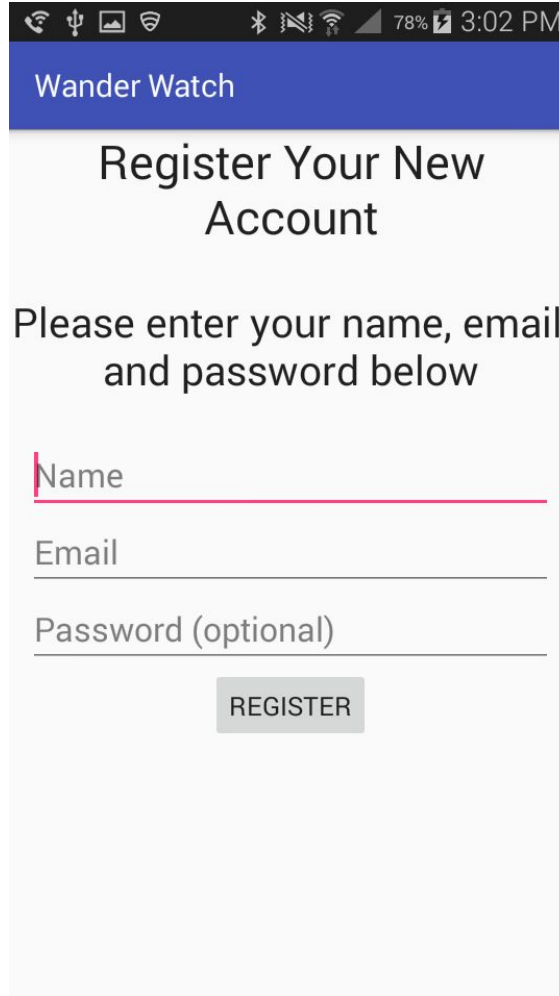 78% 3:02 PM
Wander Watch
Register Your New
Account
Please enter your name, email
and password below
Name
Email
Password (optional)
REGISTER